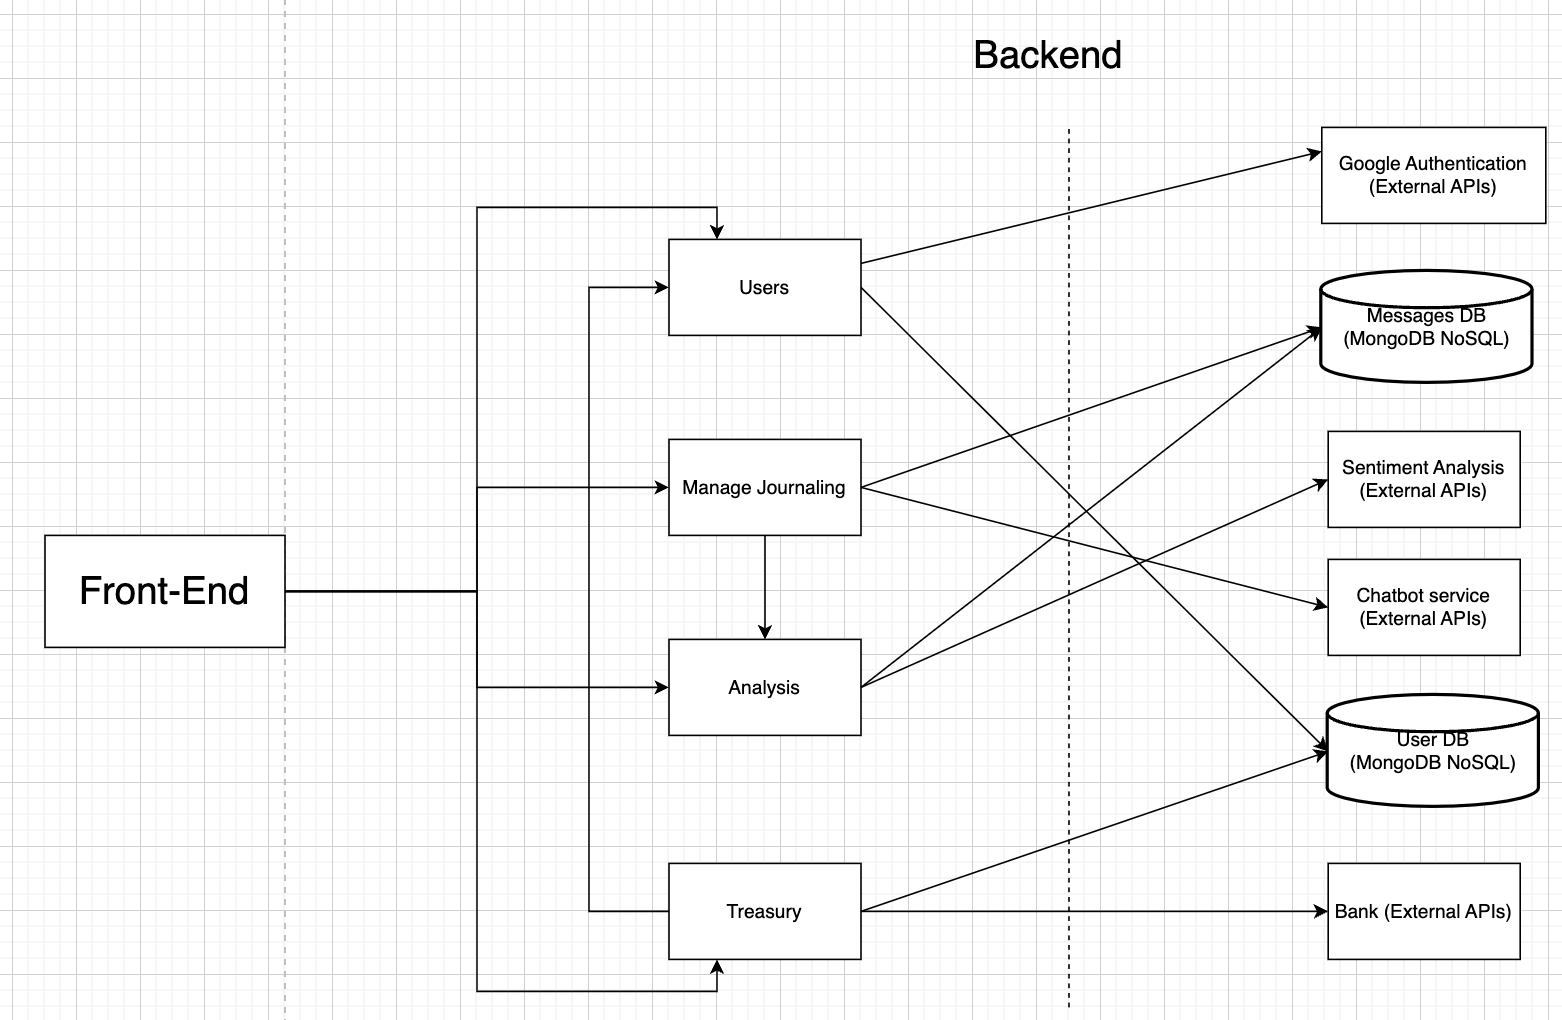 Backend
Google Authentication
(External APIs)
Users
Messages DB
(MongoDB NoSQL)
Manage Journaling
Sentiment Analysis
(External APIs)
Front-End
Chatbot service
(External APIs)
Analysis
User DB
(MongoDB NoSQL)
Treasury
Bank (External APIs)